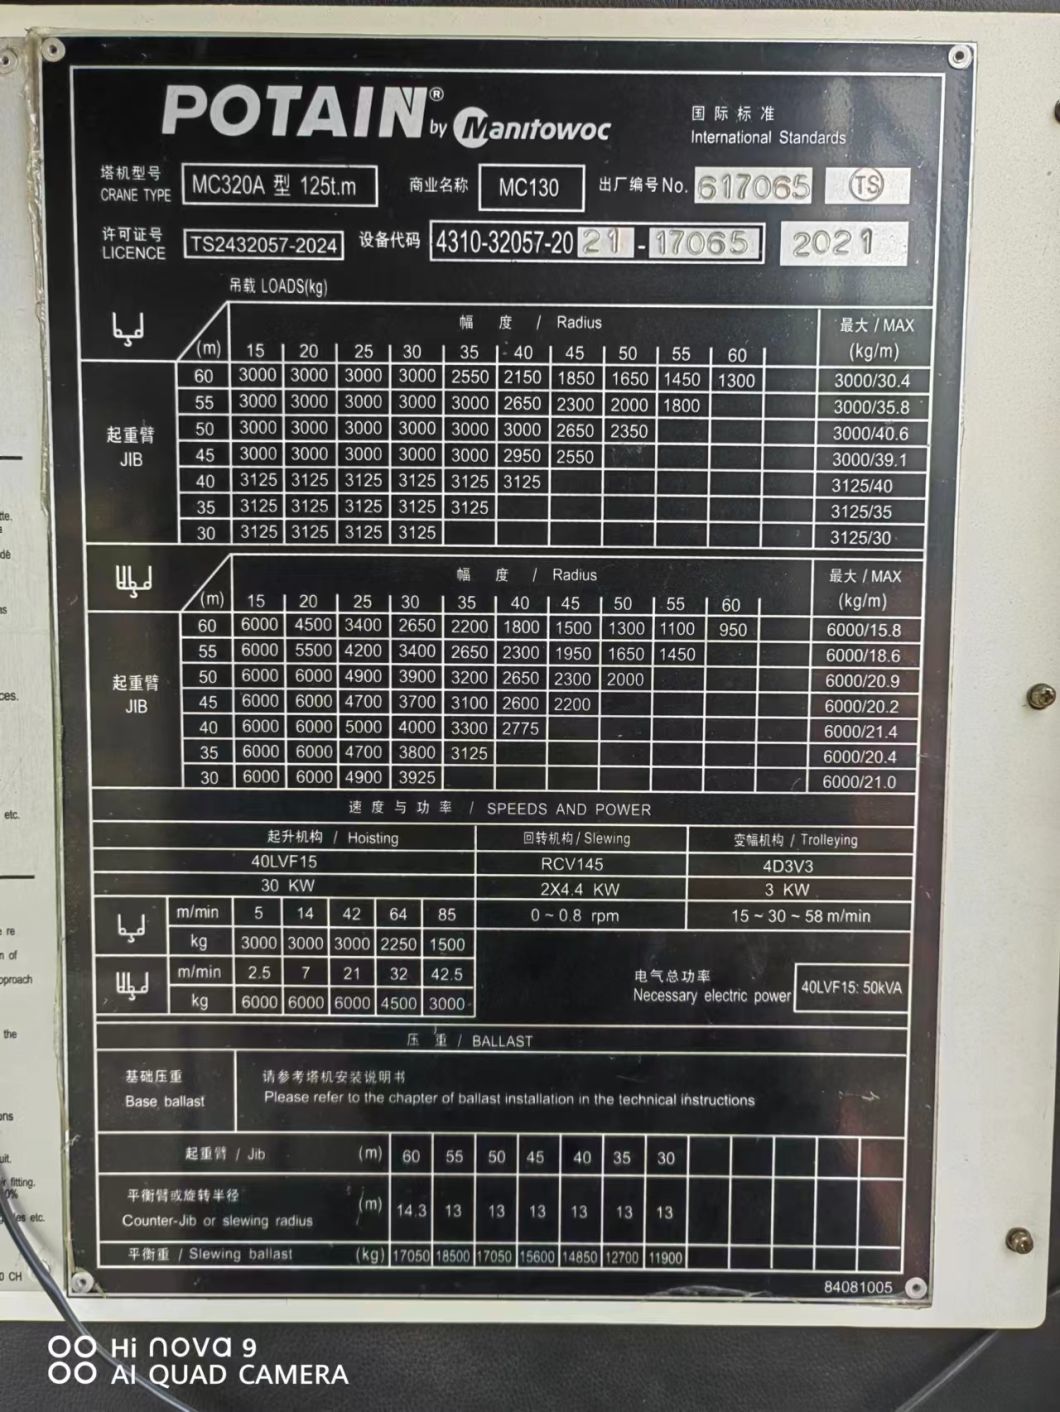 POTAIN® by Manitowoc
国际标准
International Standards
塔机型号 CRANE TYPE MC320A 型 125t.m 商业名称 MC130 出厂编号No. 617065 TS
许可证号 LICENCE TS2432057-2024 设备代码 4310-32057-20 21 - 17065 2021
吊载 LOADS(kg)
幅 度 / Radius 最大 / MAX
(m) 15 20 25 30 35 40 45 50 55 60 (kg/m)
起重臂 JIB
60 3000 3000 3000 3000 2550 2150 1850 1650 1450 1300 3000/30.4
55 3000 3000 3000 3000 3000 2650 2300 2000 1800 3000/35.8
50 3000 3000 3000 3000 3000 3000 2650 2350 3000/40.6
45 3000 3000 3000 3000 3000 2950 2550 3000/39.1
40 3125 3125 3125 3125 3125 3125 3125/40
35 3125 3125 3125 3125 3125 3125/35
30 3125 3125 3125 3125 3125/30
幅 度 / Radius 最大 / MAX
(m) 15 20 25 30 35 40 45 50 55 60 (kg/m)
起重臂 JIB
60 6000 4500 3400 2650 2200 1800 1500 1300 1100 950 6000/15.8
55 6000 5500 4200 3400 2650 2300 1950 1650 1450 6000/18.6
50 6000 6000 4900 3900 3200 2650 2300 2000 6000/20.9
45 6000 6000 4700 3700 3100 2600 2200 6000/20.2
40 6000 6000 5000 4000 3300 2775 6000/21.4
35 6000 6000 4700 3800 3125 6000/20.4
30 6000 6000 4900 3925 6000/21.0
速度与功率 / SPEEDS AND POWER
起升机构 / Hoisting 回转机构 / Slewing 变幅机构 / Trolleying
40LVF15 RCV145 4D3V3
30 KW 2X4.4 KW 3 KW
m/min 5 14 42 64 85 0~0.8 rpm 15~30~58 m/min
kg 3000 3000 3000 2250 1500
m/min 2.5 7 21 32 42.5
kg 6000 6000 6000 4500 3000
电气总功率
Necessary electric power 40LVF15: 50kVA
压 重 / BALLAST
基础压重 请参考塔机安装说明书
Base ballast Please refer to the chapter of ballast installation in the technical instructions
起重臂 / Jib (m) 60 55 50 45 40 35 30
平衡臂或旋转半径
Counter-Jib or slewing radius (m) 14.3 13 13 13 13 13 13
平衡重 / Slewing ballast (kg) 17050 18500 17050 15600 14850 12700 11900
84081005
ces.
etc.
re
of
pproach
the
uit.
fitting.
0%
es etc.
CH
Hi nova 9
AI QUAD CAMERA